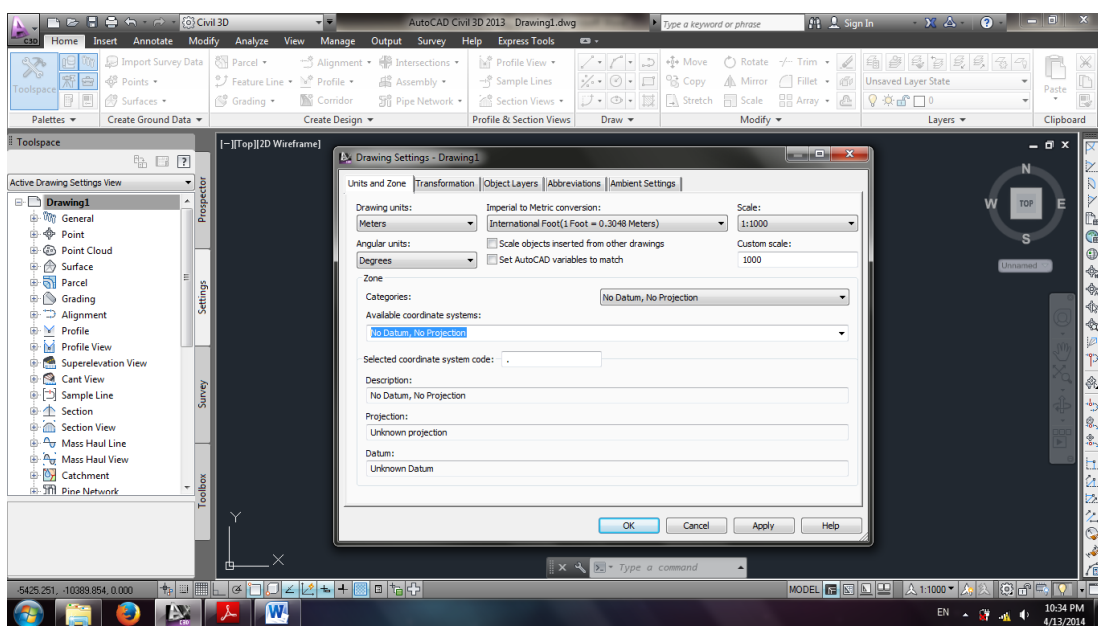 Civil 3D
AutoCAD Civil 3D 2013 Drawing1.dwg
Type a keyword or phrase
Sign In
C3D
Home Insert Annotate Modify Analyze View Manage Output Survey Help Express Tools
Import Survey Data Parcel Alignment Intersections Profile View Move Rotate Trim
Unsaved Layer State
Toolspace Points Feature Line Profile Assembly Sample Lines Copy Mirror Fillet
Paste
Surfaces Grading Corridor Pipe Network Section Views Stretch Scale Array 0
Palettes Create Ground Data Create Design Profile & Section Views Draw Modify Layers Clipboard
Toolspace
[-][Top][2D Wireframe]
Active Drawing Settings View
Drawing1
General
Point
Point Cloud
Surface
Parcel
Grading
Alignment
Profile
Profile View
Superelevation View
Cant View
Sample Line
Section
Section View
Mass Haul Line
Mass Haul View
Catchment
Pipe Network
Prospector
Settings
Survey
Toolbox
Drawing Settings - Drawing1
Units and Zone Transformation Object Layers Abbreviations Ambient Settings
Drawing units: Imperial to Metric conversion: Scale:
Meters International Foot(1 Foot = 0.3048 Meters) 1:1000
Angular units: Scale objects inserted from other drawings Custom scale:
Degrees Set AutoCAD variables to match 1000
Zone
Categories: No Datum, No Projection
Available coordinate systems:
No Datum, No Projection
Selected coordinate system code: .
Description:
No Datum, No Projection
Projection:
Unknown projection
Datum:
Unknown Datum
OK Cancel Apply Help
N
W TOP E
S
Unnamed
Y
X
Type a command
-5425.251, -10389.854, 0.000
MODEL 1:1000
W
EN 10:34 PM
4/13/2014